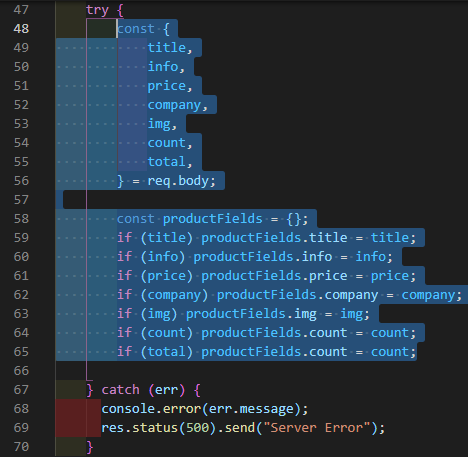 47 try {
48 const {
49 title,
50 info,
51 price,
52 company,
53 img,
54 count,
55 total,
56 } = req.body;
57
58 const productFields = {};
59 if (title) productFields.title = title;
60 if (info) productFields.info = info;
61 if (price) productFields.price = price;
62 if (company) productFields.company = company;
63 if (img) productFields.img = img;
64 if (count) productFields.count = count;
65 if (total) productFields.count = count;
66
67 } catch (err) {
68 console.error(err.message);
69 res.status(500).send("Server Error");
70 }